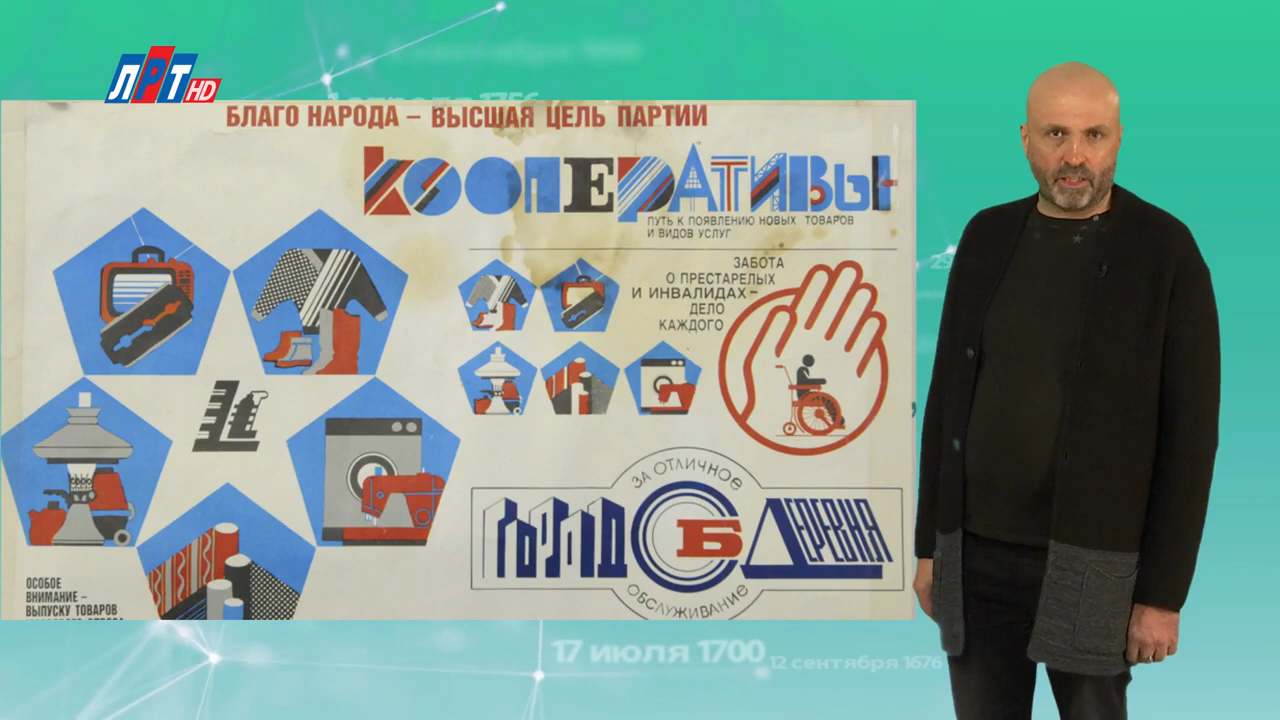 ЛРТ HD
БЛАГО НАРОДА – ВЫСШАЯ ЦЕЛЬ ПАРТИИ
КООПЕРАТИВЫ-
ПУТЬ К ПОЯВЛЕНИЮ НОВЫХ ТОВАРОВ
И ВИДОВ УСЛУГ
ЗАБОТА
О ПРЕСТАРЕЛЫХ
И ИНВАЛИДАХ –
ДЕЛО
КАЖДОГО
ЗА ОТЛИЧНОЕ
ГОРОД
Б
ДЕРЕВНЯ
ОБСЛУЖИВАНИЕ
ОСОБОЕ
ВНИМАНИЕ –
ВЫПУСКУ ТОВАРОВ
17 июля 1700
12 сентября 1676